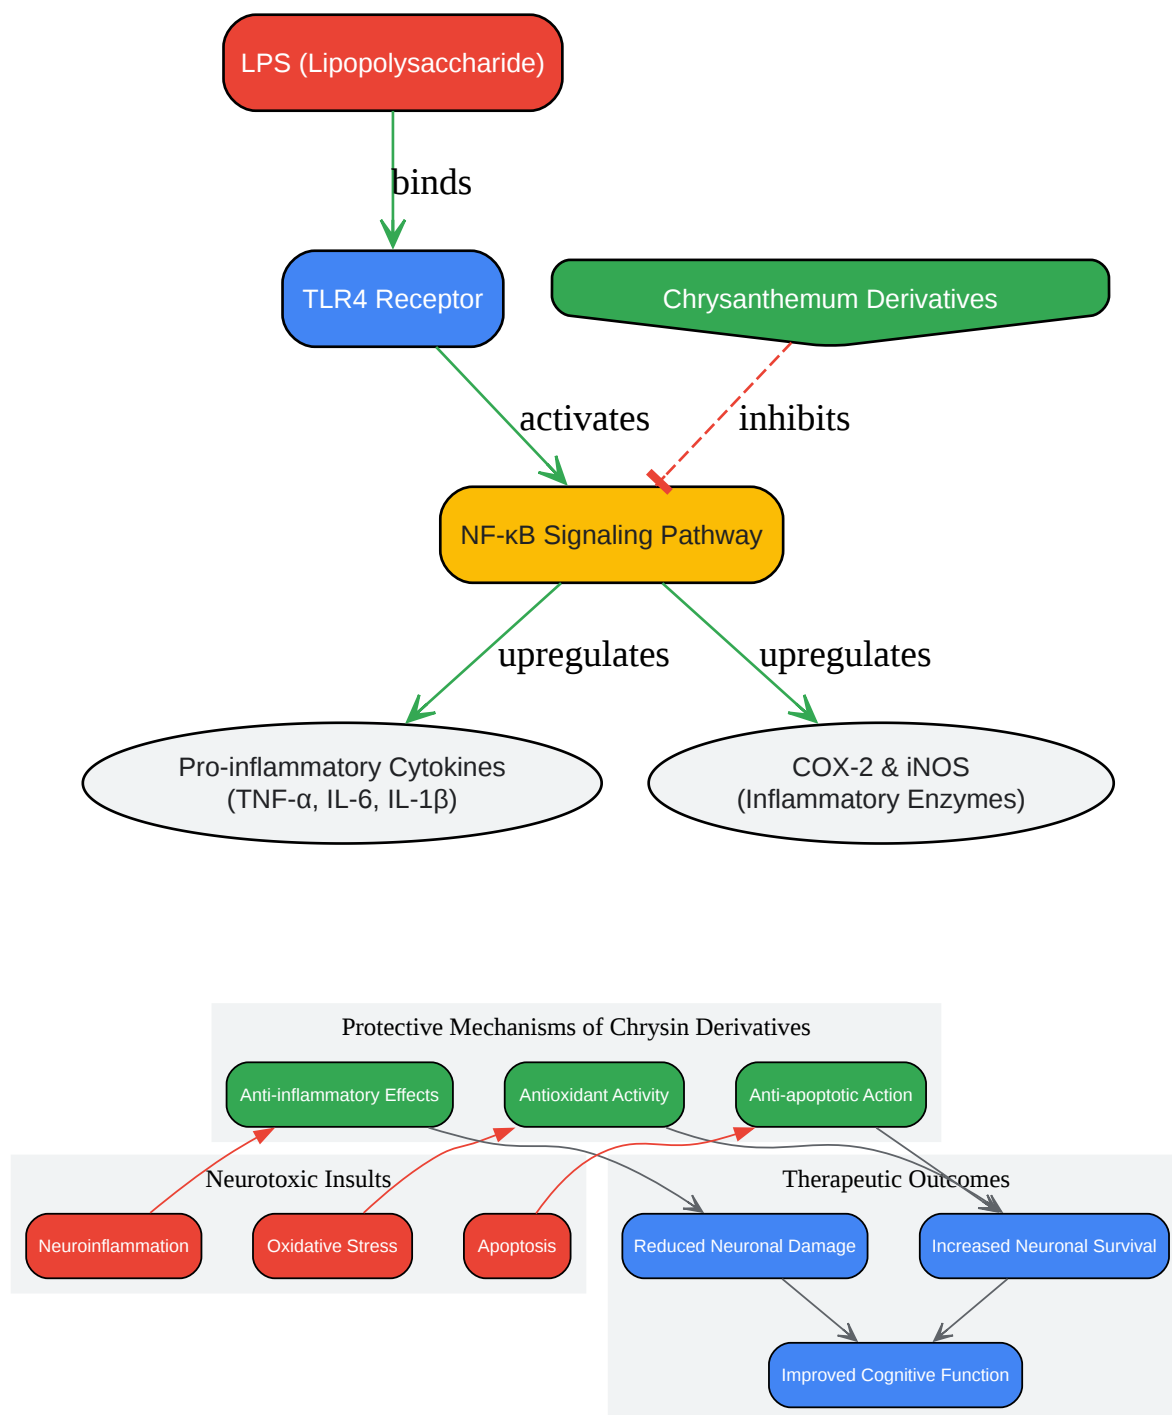 LPS (Lipopolysaccharide)
binds
TLR4 Receptor
Chrysanthemum Derivatives
activates
inhibits
NF-κB Signaling Pathway
upregulates
upregulates
Pro-inflammatory Cytokines
(TNF-α, IL-6, IL-1β)
COX-2 & iNOS
(Inflammatory Enzymes)
Protective Mechanisms of Chrysin Derivatives
Anti-inflammatory Effects
Antioxidant Activity
Anti-apoptotic Action
Neurotoxic Insults
Therapeutic Outcomes
Neuroinflammation
Oxidative Stress
Apoptosis
Reduced Neuronal Damage
Increased Neuronal Survival
Improved Cognitive Function